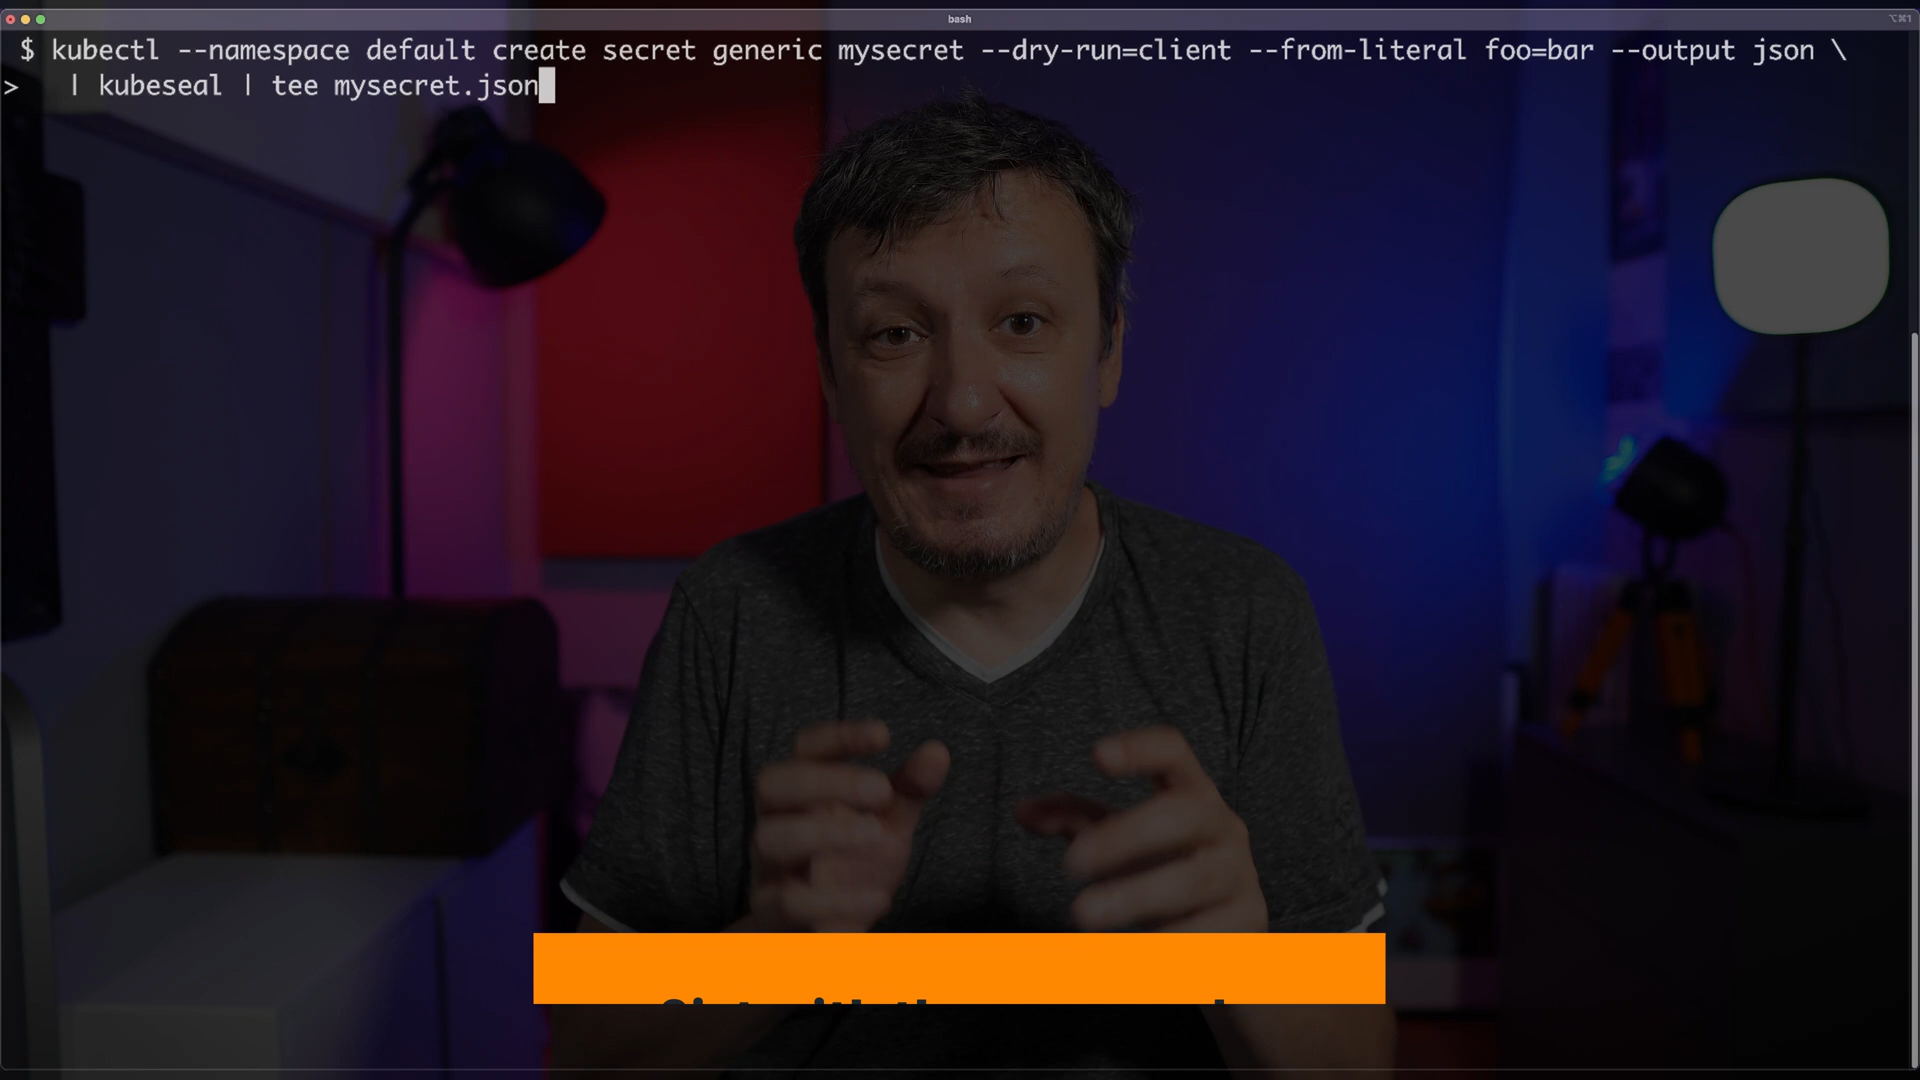 bash
⌥⌘1
$ kubectl --namespace default create secret generic mysecret --dry-run=client --from-literal foo=bar --output json \
> | kubeseal | tee mysecret.json